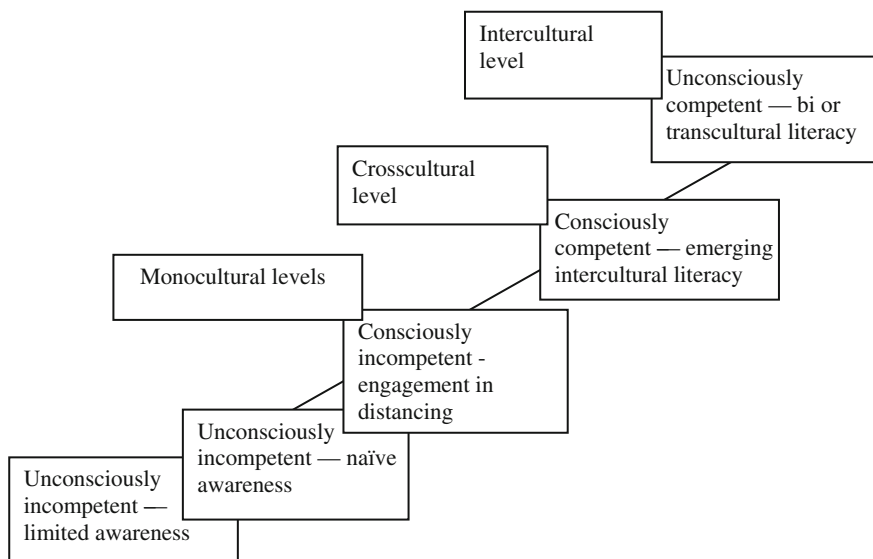 Intercultural
level
Unconsciously
competent — bi or
transcultural literacy
Crosscultural
level
Consciously
competent — emerging
intercultural literacy
Monocultural levels
Consciously
incompetent -
engagement in
distancing
Unconsciously
incompetent — naïve
awareness
Unconsciously
incompetent —
limited awareness